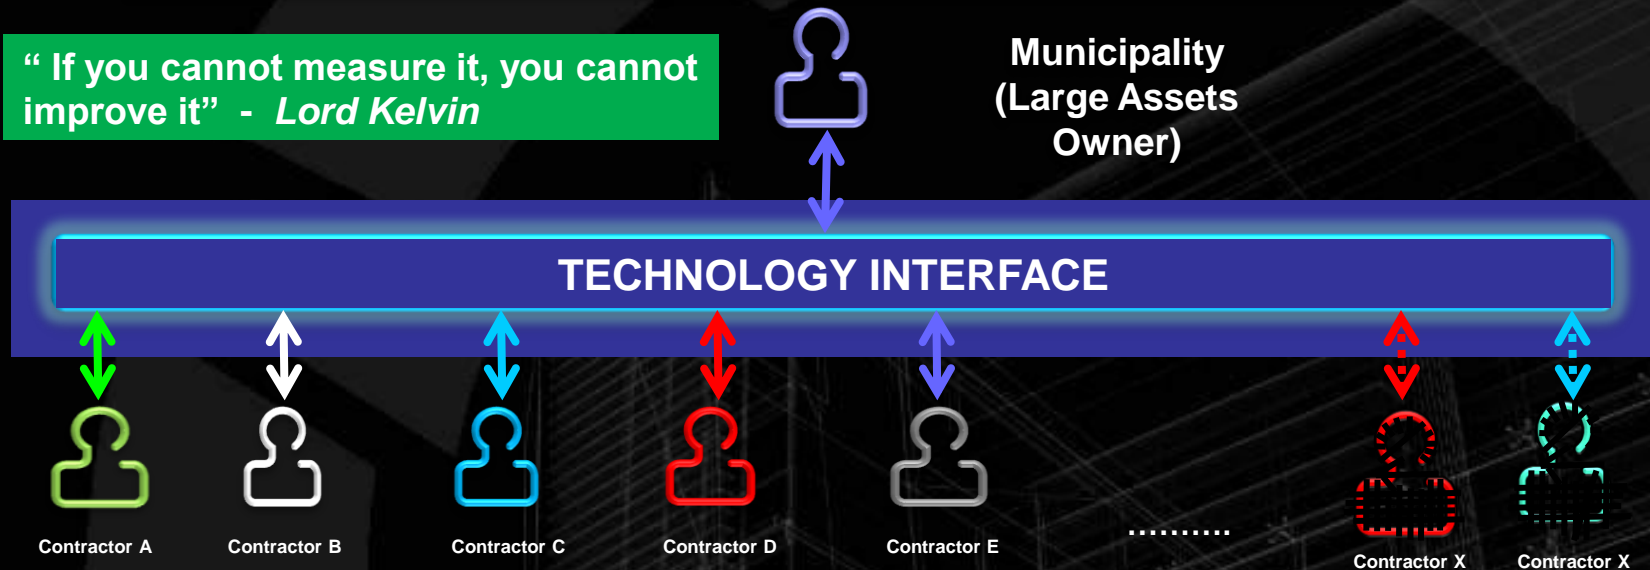 “ If you cannot measure it, you cannot
improve it” - Lord Kelvin
Municipality
(Large Assets
Owner)
TECHNOLOGY INTERFACE
Contractor A
Contractor B
Contractor C
Contractor D
Contractor E
..........
Contractor X
Contractor X